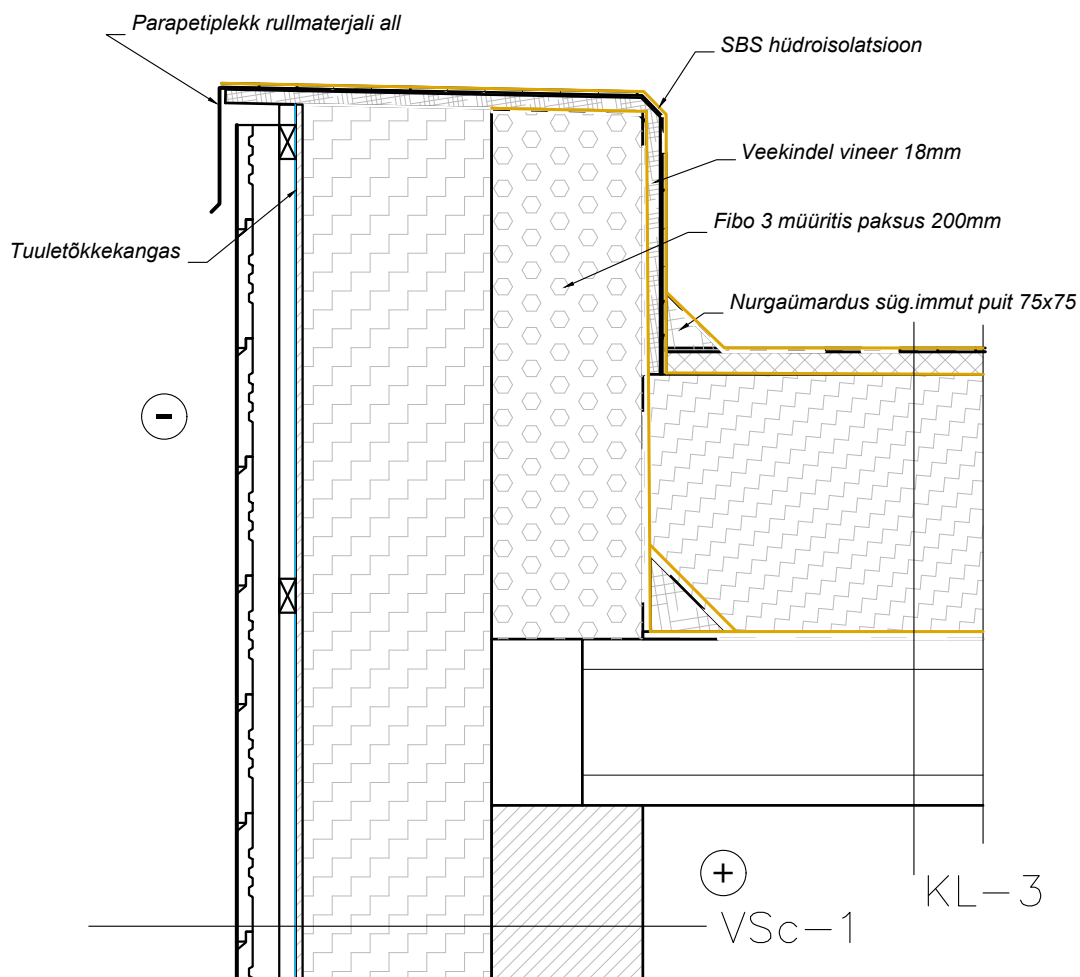 Parapetiplekk rullmaterjali all
SBS hüdroisolatsioon
Veekindel vineer 18mm
Fibo 3 müüritis paksus 200mm
Tuuletõkkekangas
Nurgaümardus süg.immut puit 75x75
-
+
KL-3
VSc-1